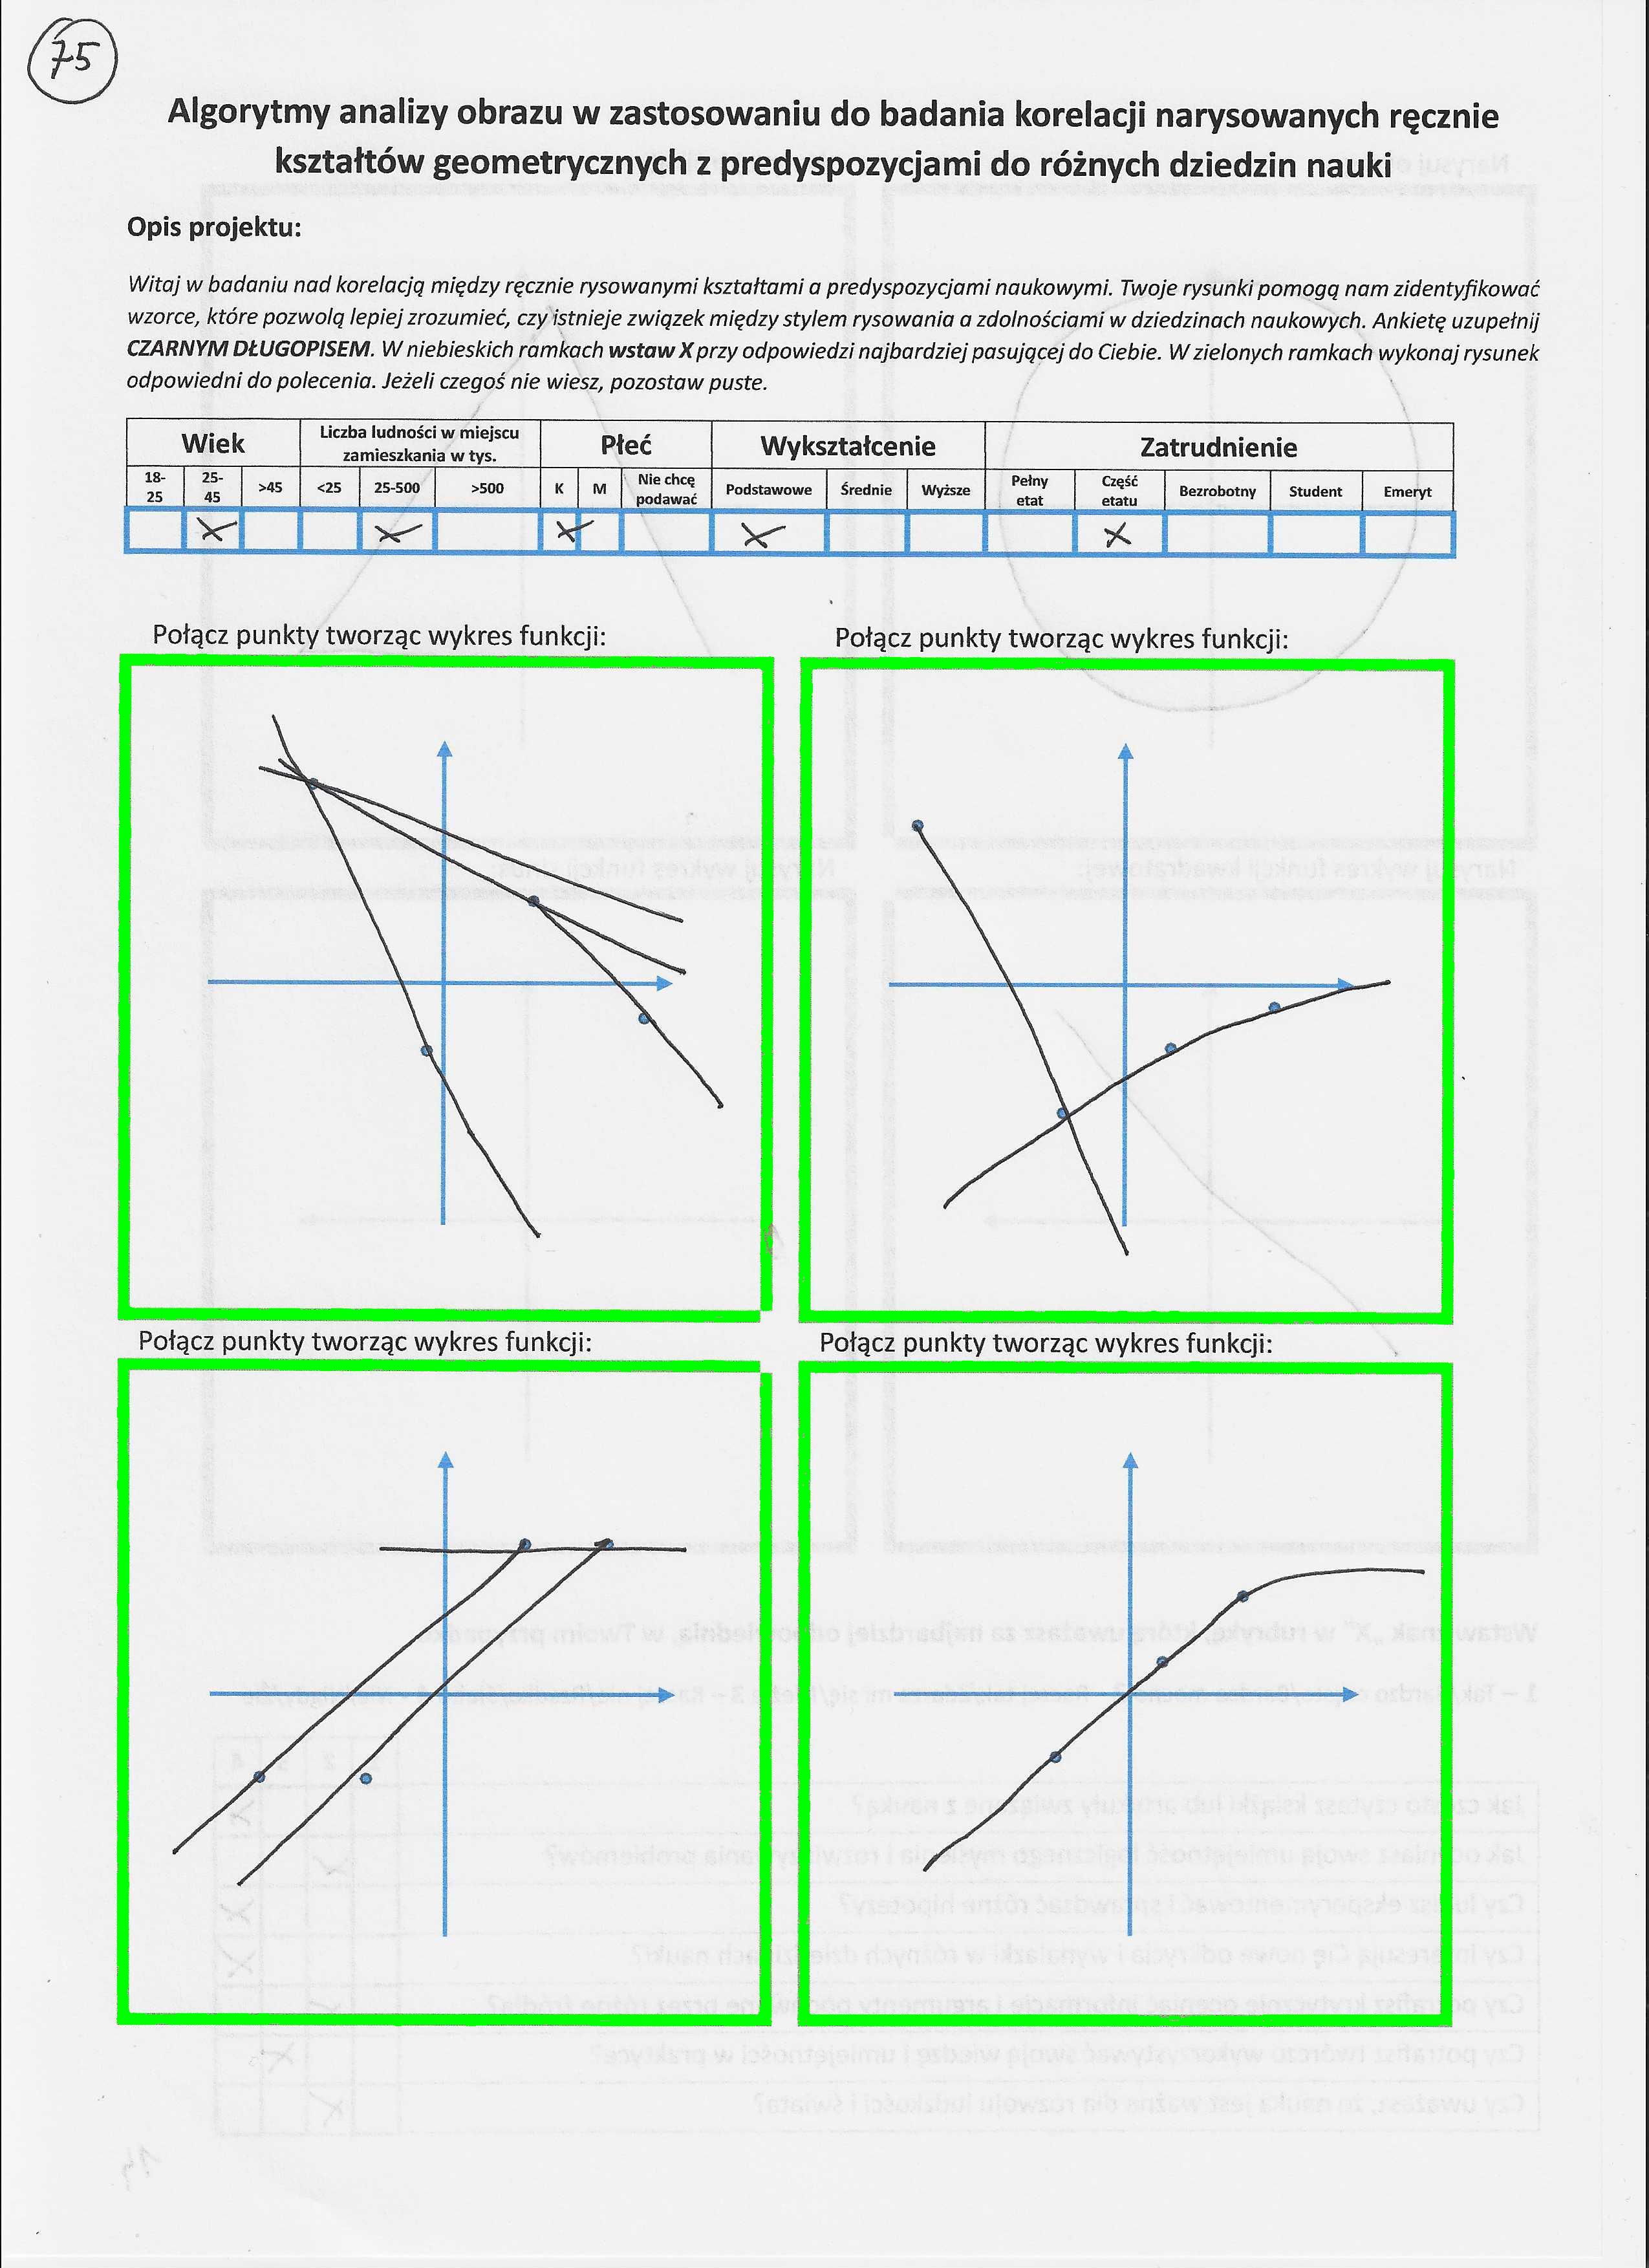 75
Algorytmy analizy obrazu w zastosowaniu do badania korelacji narysowanych ręcznie
kształtów geometrycznych z predyspozycjami do różnych dziedzin nauki
Opis projektu:
Witaj w badaniu nad korelacją między ręcznie rysowanymi kształtami a predyspozycjami naukowymi. Twoje rysunki pomogą nam zidentyfikować
wzorce, które pozwolą lepiej zrozumieć, czy istnieje związek między stylem rysowania a zdolnościami w dziedzinach naukowych. Ankietę uzupełnij
CZARNYM DŁUGOPISEM. W niebieskich ramkach wstaw X przy odpowiedzi najbardziej pasującej do Ciebie. W zielonych ramkach wykonaj rysunek
odpowiedni do polecenia. Jeżeli czegoś nie wiesz, pozostaw puste.
Wiek Liczba ludności w miejscu zamieszkania w tys. Płeć Wykształcenie Zatrudnienie
18-25 25-45 >45 <25 25-500 >500 K M Nie chcę podawać Podstawowe Średnie Wyższe Pełny etat Część etatu Bezrobotny Student Emeryt
X X X X X
Połącz punkty tworząc wykres funkcji: Połącz punkty tworząc wykres funkcji:
Połącz punkty tworząc wykres funkcji: Połącz punkty tworząc wykres funkcji: